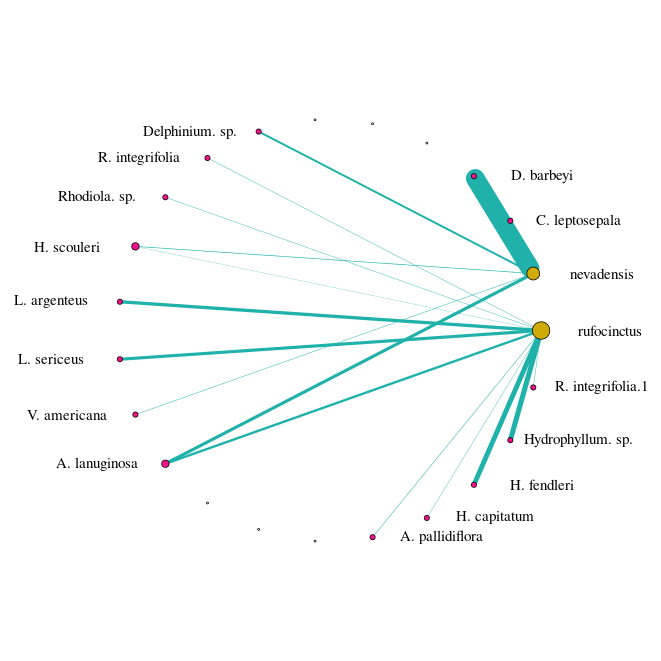 Delphinium. sp.
R. integrifolia
D. barbeyi
Rhodiola. sp.
C. leptosepala
H. scouleri
nevadensis
L. argenteus
rufocinctus
L. sericeus
R. integrifolia.1
V. americana
Hydrophyllum. sp.
A. lanuginosa
H. fendleri
H. capitatum
A. pallidiflora